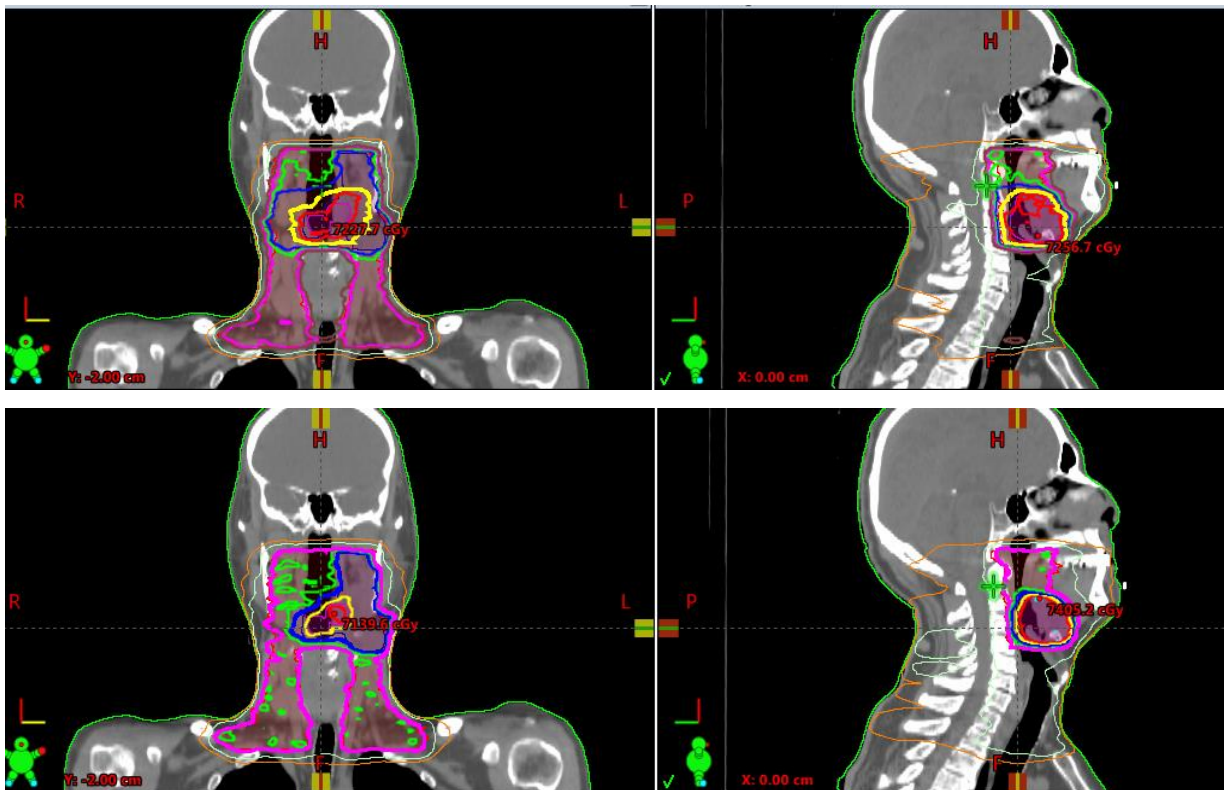 H
R
L
7227.7 cGy
F
Y: -2.00 cm
H
P
7256.7 cGy
F
X: 0.00 cm
H
R
L
7139.6 cGy
F
Y: -2.00 cm
H
P
7405.2 cGy
F
X: 0.00 cm